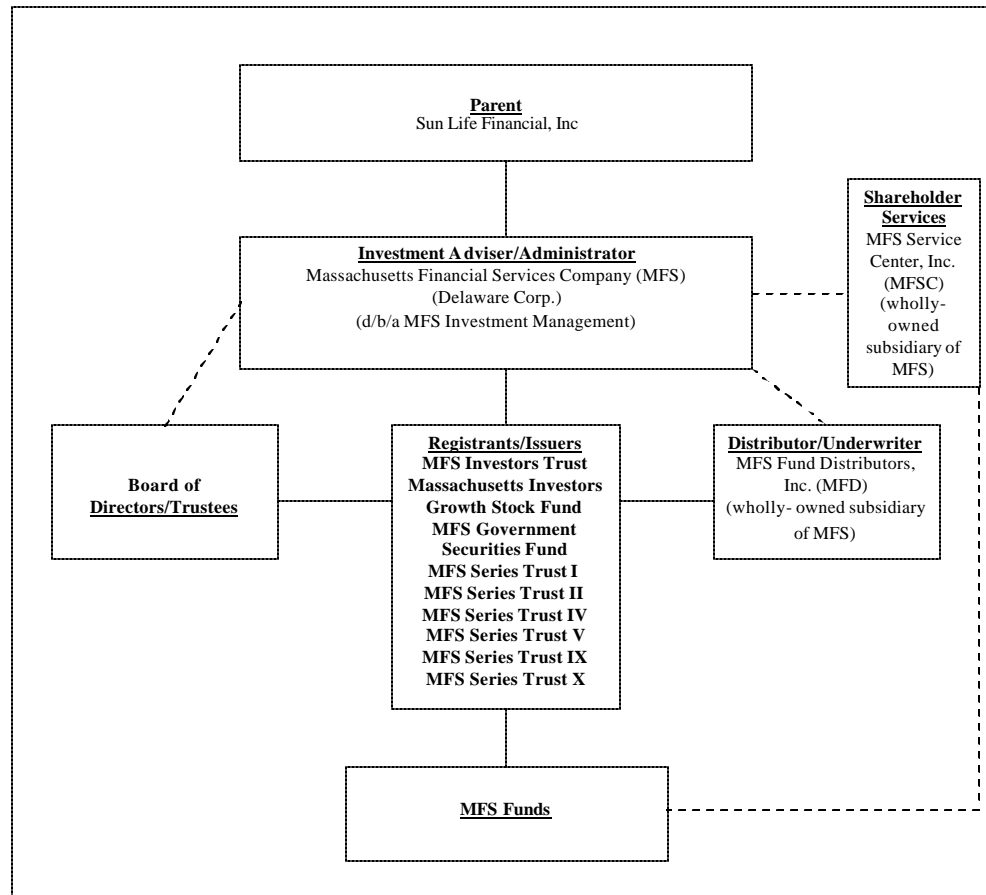 Parent
Sun Life Financial, Inc
Shareholder
Services
MFS Service
Center, Inc.
(MFSC)
(wholly-
owned
subsidiary of
MFS)
Investment Adviser/Administrator
Massachusetts Financial Services Company (MFS)
(Delaware Corp.)
(d/b/a MFS Investment Management)
Board of
Directors/Trustees
Registrants/Issuers
MFS Investors Trust
Massachusetts Investors
Growth Stock Fund
MFS Government
Securities Fund
MFS Series Trust I
MFS Series Trust II
MFS Series Trust IV
MFS Series Trust V
MFS Series Trust IX
MFS Series Trust X
Distributor/Underwriter
MFS Fund Distributors,
Inc. (MFD)
(wholly- owned subsidiary
of MFS)
MFS Funds